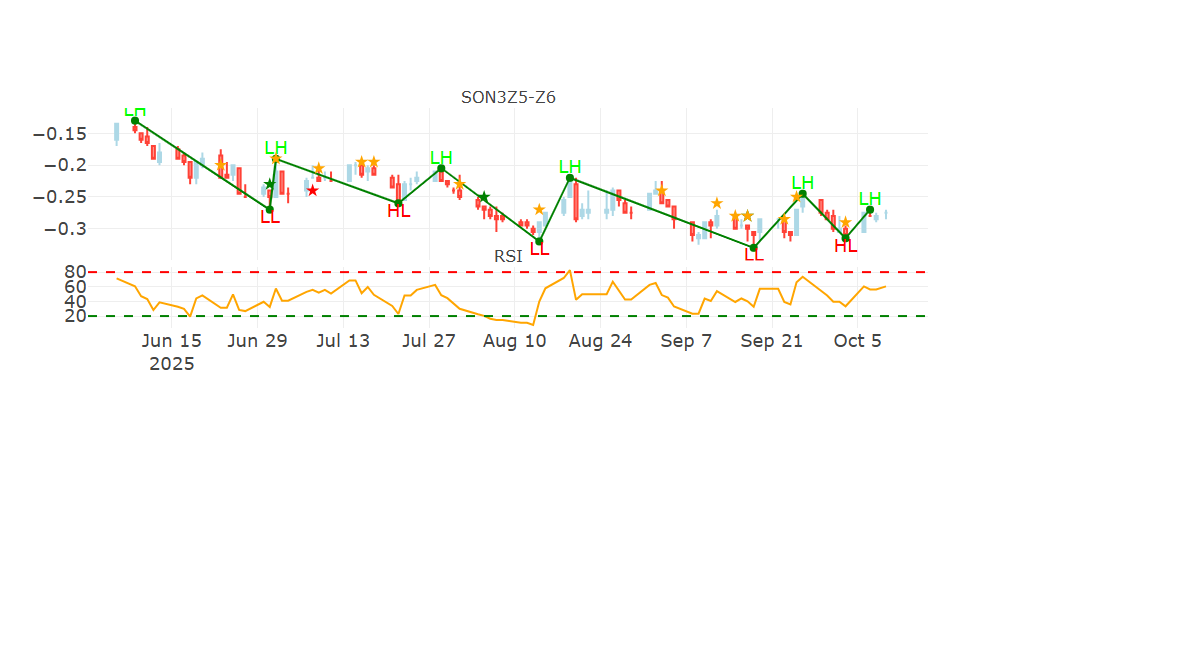 SON3Z5-Z6
LH
−0.15
LH
LH
−0.2
LH
LH
LH
−0.25
LL
HL
−0.3
LL
HL
LL
RSI
80
60
40
20
Jun 15
Jun 29
Jul 13
Jul 27
Aug 10
Aug 24
Sep 7
Sep 21
Oct 5
2025